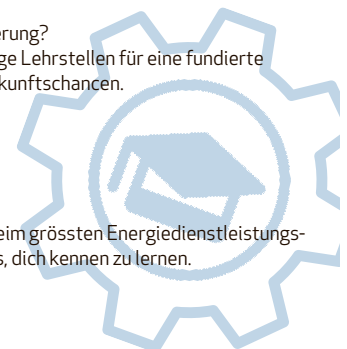 erung?
ge Lehrstellen für eine fundierte
kunftschancen.
eim grössten Energiedienstleistungs-
s, dich kennen zu lernen.